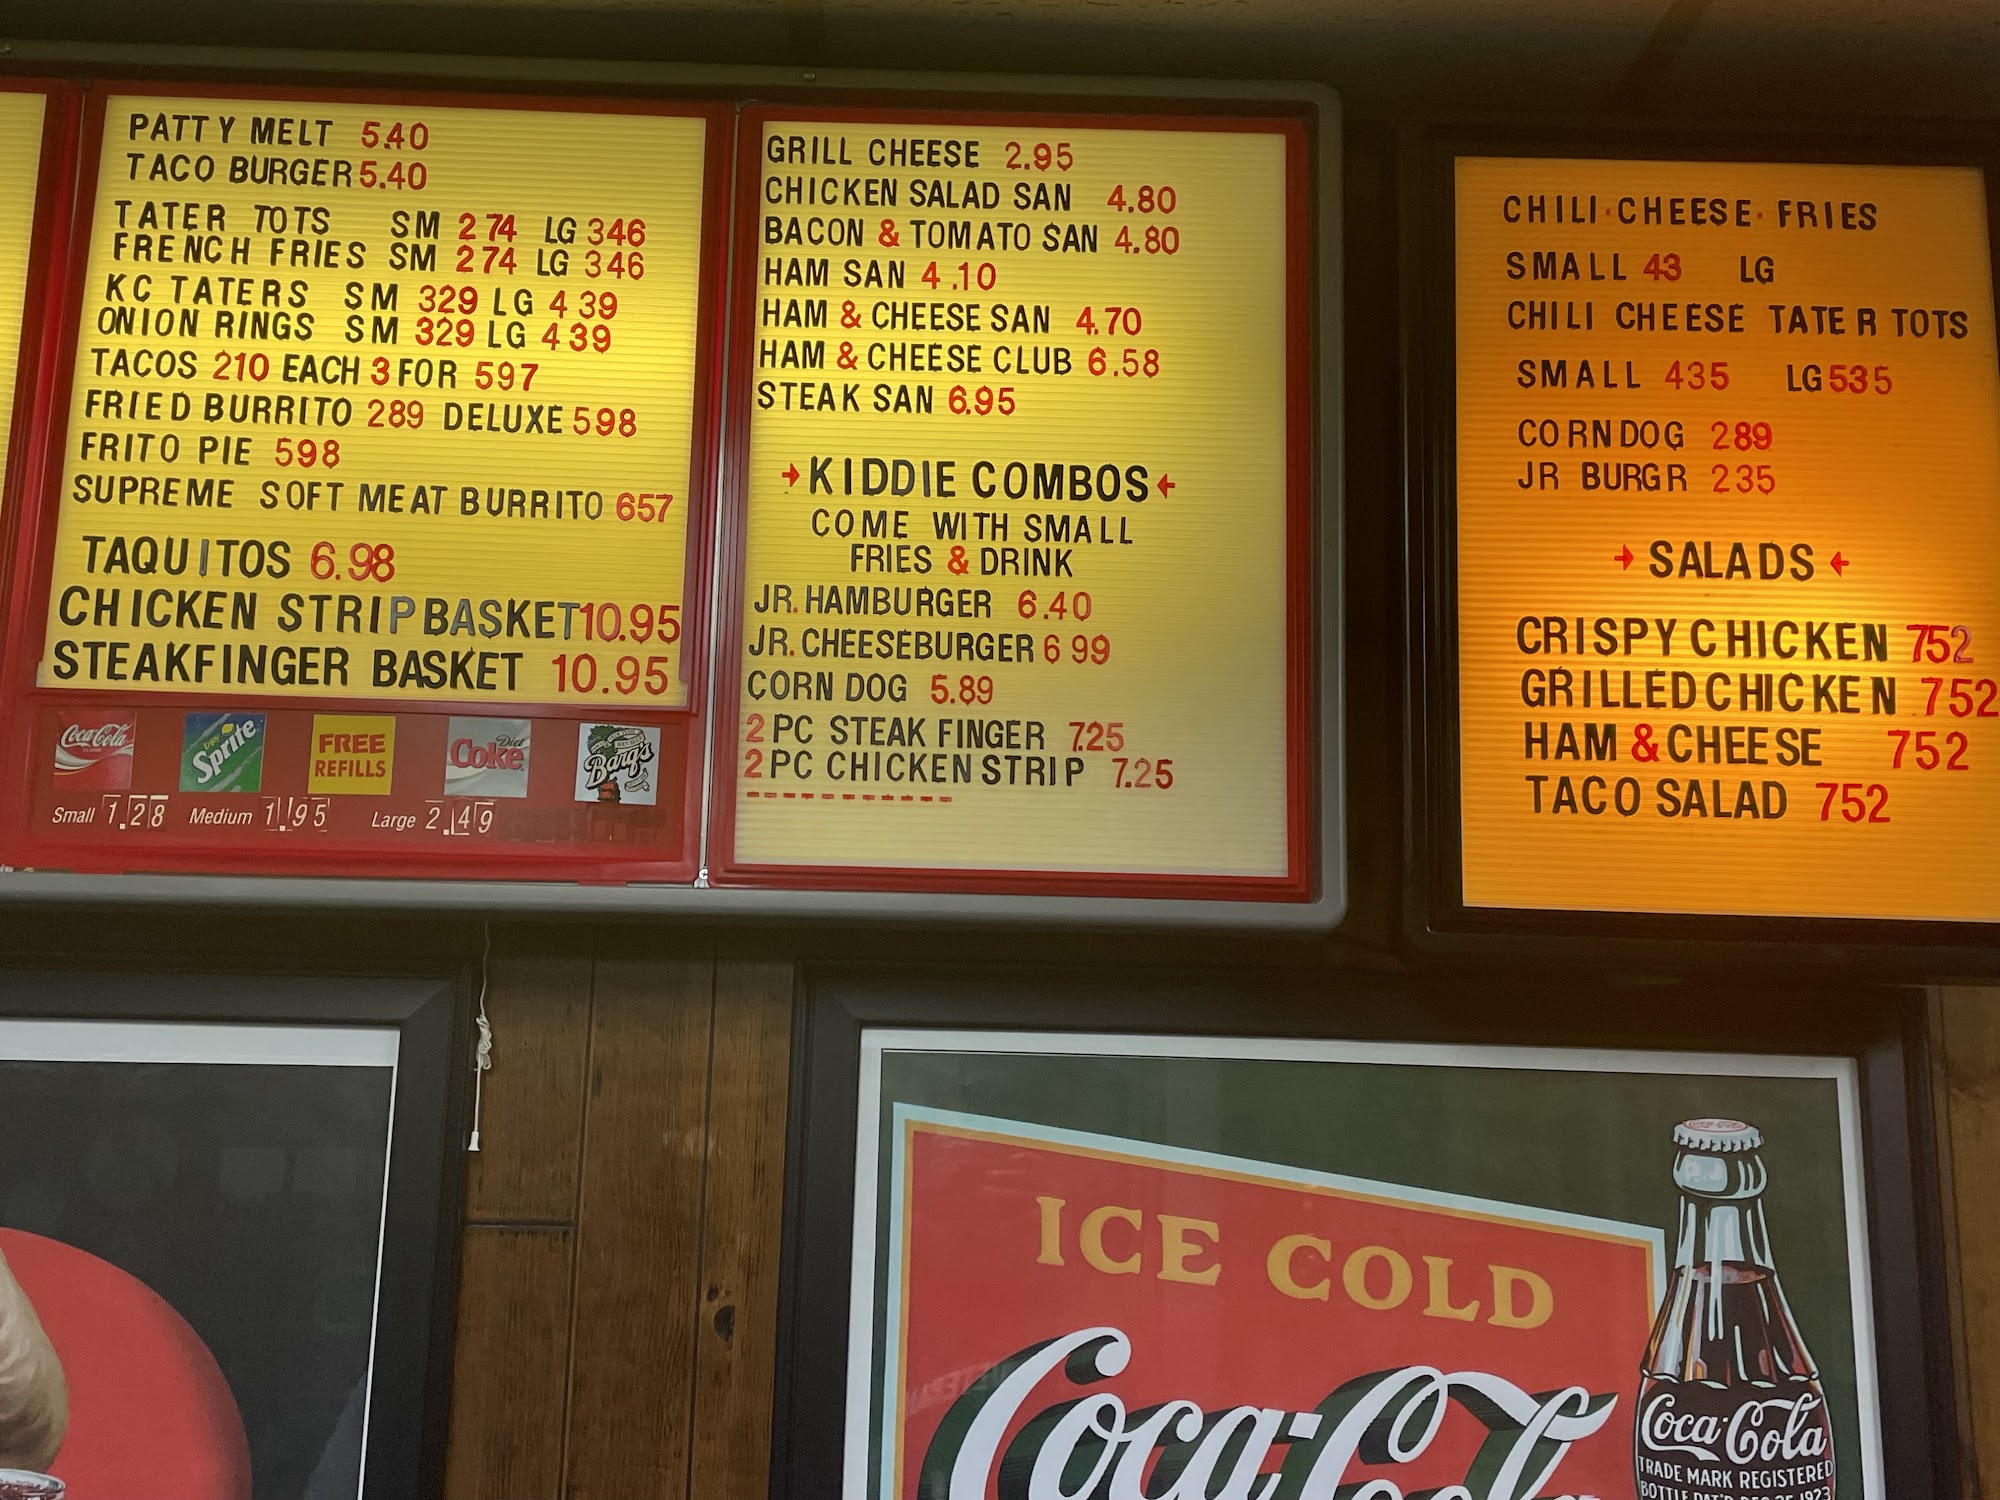 PATTY MELT 5.40
TACO BURGER 5.40
TATER TOTS SM 274 LG 346
FRENCH FRIES SM 274 LG 346
KC TATERS SM 329 LG 439
ONION RINGS SM 329 LG 439
TACOS 210 EACH 3 FOR 597
FRIED BURRITO 289 DELUXE 598
FRITO PIE 598
SUPREME SOFT MEAT BURRITO 657
TAQUITOS 6.98
CHICKEN STRIP BASKET 10.95
STEAKFINGER BASKET 10.95
Coca-Cola
Enjoy
Sprite
FREE
REFILLS
Diet
Coke
Barq's
Small 1.28 Medium 1.95 Large 2.49
GRILL CHEESE 2.95
CHICKEN SALAD SAN 4.80
BACON & TOMATO SAN 4.80
HAM SAN 4.10
HAM & CHEESE SAN 4.70
HAM & CHEESE CLUB 6.58
STEAK SAN 6.95
KIDDIE COMBOS
COME WITH SMALL
FRIES & DRINK
JR. HAMBURGER 6.40
JR. CHEESEBURGER 6 99
CORN DOG 5.89
2 PC STEAK FINGER 7.25
2 PC CHICKEN STRIP 7.25
CHILI CHEESE FRIES
SMALL 43 LG
CHILI CHEESE TATER TOTS
SMALL 435 LG 535
CORNDOG 289
JR BURGR 235
SALADS
CRISPY CHICKEN 752
GRILLED CHICKEN 752
HAM & CHEESE 752
TACO SALAD 752
ICE COLD
Coca-Cola
Coca-Cola
TRADE MARK REGISTERED